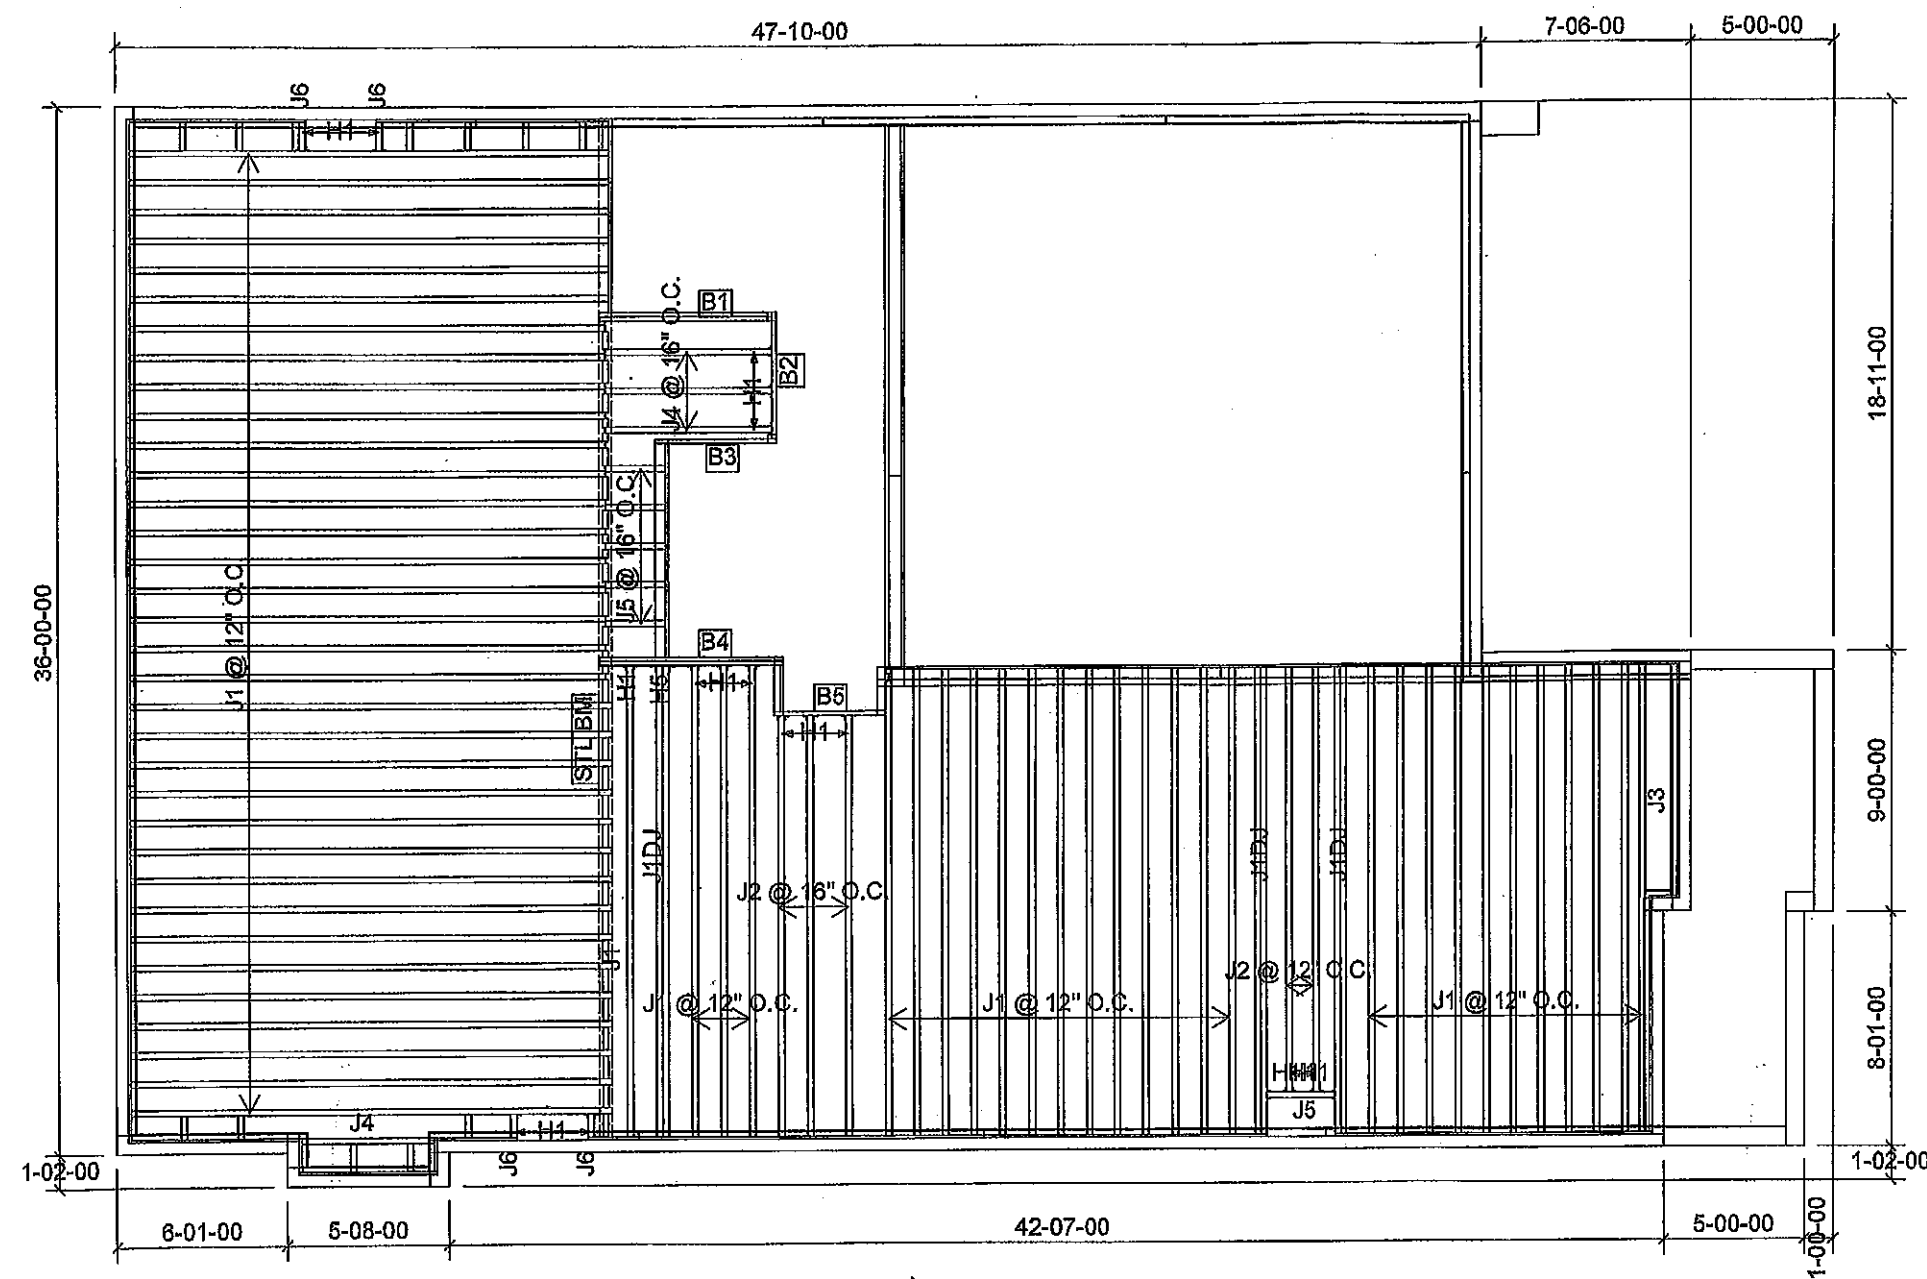 47-10-00
7-06-00
5-00-00
J6
J6
H1
B1
J4 @ 16" O.C.
H1
B2
B3
18-11-00
J5 @ 16" O.C.
J1 @ 12" O.C.
36-00-00
B4
H1
H5
H1
B5
H1
STL BM
9-00-00
J3
J1DJ
J1DJ
J1DJ
J2 @ 16" O.C.
J1
J2 @ 12" O.C.
J1 @ 12" O.C.
J1 @ 12" O.C.
J1 @ 12" O.C.
8-01-00
J5
J4
H1
J6
J6
1-02-00
1-02-00
6-01-00
5-08-00
42-07-00
5-00-00
1-00-00